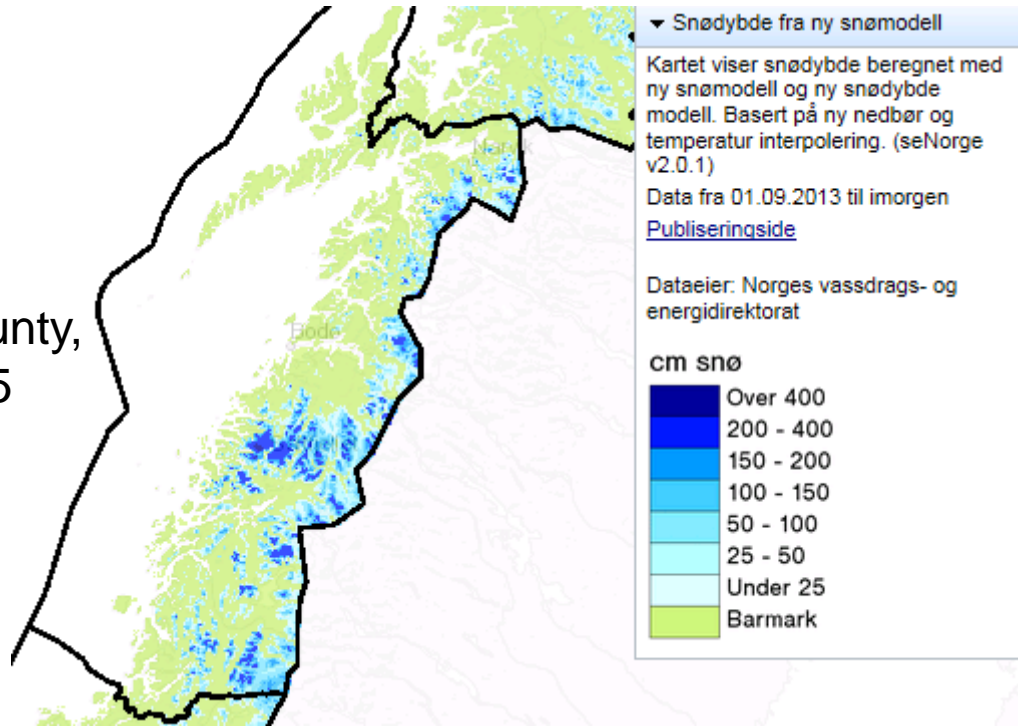 ▼ Snødybde fra ny snømodell
Kartet viser snødybde beregnet med
ny snømodell og ny snødybde
modell. Basert på ny nedbør og
temperatur interpolering. (seNorge
v2.0.1)
Data fra 01.09.2013 til imorgen
Publiseringside
Dataeier: Norges vassdrags- og
energidirektorat
cm snø
Over 400
200 - 400
150 - 200
100 - 150
50 - 100
25 - 50
Under 25
Barmark
Bodø
unty,
5